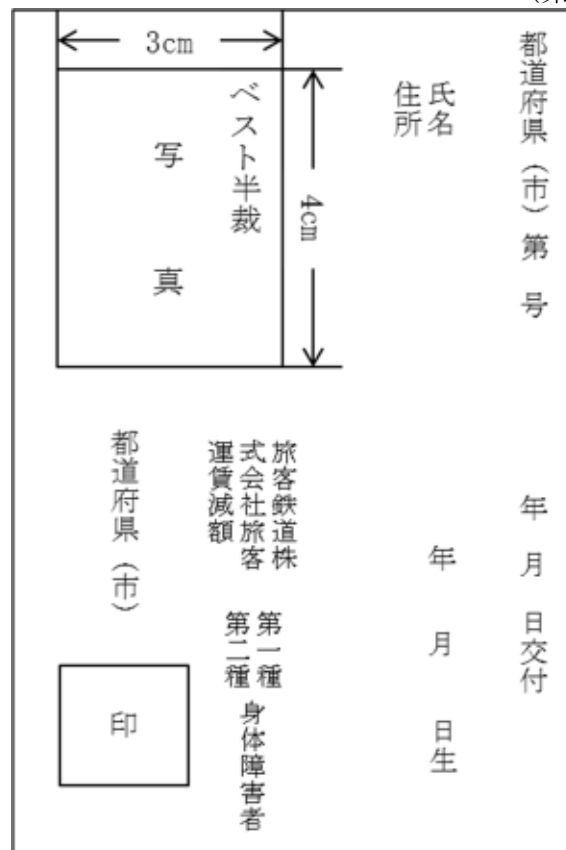 都道府県（市）第　号　年　月　日交付
氏名
住所
年　月　日生
旅客鉄道株
式会社旅客
運賃減額
第一種
第二種
身体障害者
3cm
4cm
ベスト半裁
写真
都道府県（市）
印